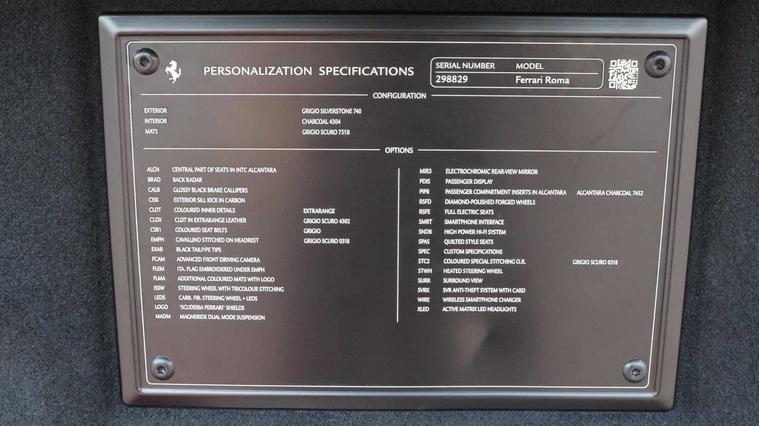 PERSONALIZATION SPECIFICATIONS
SERIAL NUMBER MODEL
298829 Ferrari Roma
CONFIGURATION
EXTERIOR GRIGIO SILVERSTONE 740
INTERIOR CHARCOAL 4304
MATS GRIGIO SCURO 751B
OPTIONS
ALCN CENTRAL PART OF SEATS IN INTC ALCANTARA
BRAD BACK RADAR
CALB GLOSSY BLACK BRAKE CALLIPERS
CISK EXTERIOR SILL KICK IN CARBON
CLDT COLOURED INNER DETAILS EXTRARANGE
CLDX CLDT IN EXTRARANGE LEATHER GRIGIO SCURO 4302
CSB1 COLOURED SEAT BELTS GRIGIO
EMPH CAVALLINO STITCHED ON HEADREST GRIGIO SCURO 0318
EXAB BLACK TAILPIPE TIPS
FCAM ADVANCED FRONT DRIVING CAMERA
FLEM ITA. FLAG EMBROIDERED UNDER EMPH
FLMA ADDITIONAL COLOURED MATS WITH LOGO
ISSW STEERING WHEEL WITH TRICOLOUR STITCHING
LEDS CARB. FIB. STEERING WHEEL + LEDS
LOGO "SCUDERIA FERRARI" SHIELDS
MADM MAGNERIDE DUAL MODE SUSPENSION
MIR3 ELECTROCHROMIC REAR-VIEW MIRROR
PDIS PASSENGER DISPLAY
PIPB PASSENGER COMPARTMENT INSERTS IN ALCANTARA ALCANTARA CHARCOAL 7452
RSFD DIAMOND-POLISHED FORGED WHEELS
RSFE FULL ELECTRIC SEATS
SMRT SMARTPHONE INTERFACE
SNDB HIGH POWER HI-FI SYSTEM
SPAS QUILTED STYLE SEATS
SPEC CUSTOM SPECIFICATIONS
STC2 COLOURED SPECIAL STITCHING O.R. GRIGIO SCURO 0318
STWH HEATED STEERING WHEEL
SURR SURROUND VIEW
SVRK SVR ANTI-THEFT SYSTEM WITH CARD
WIRE WIRELESS SMARTPHONE CHARGER
XLED ACTIVE MATRIX LED HEADLIGHTS